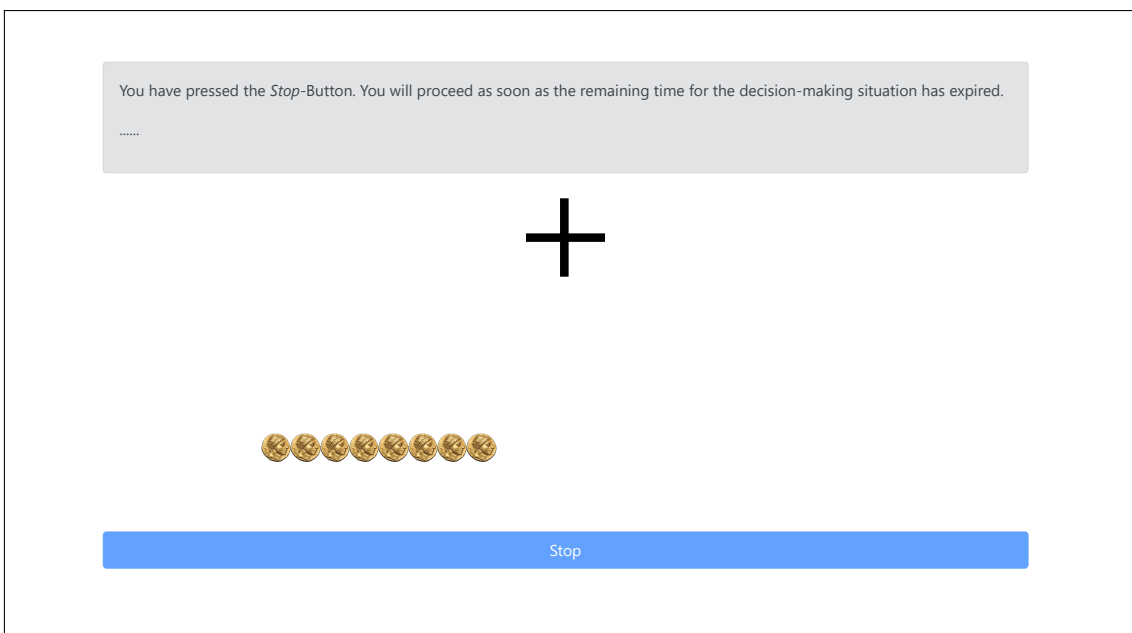 You have pressed the Stop-Button. You will proceed as soon as the remaining time for the decision-making situation has expired.
......
Stop